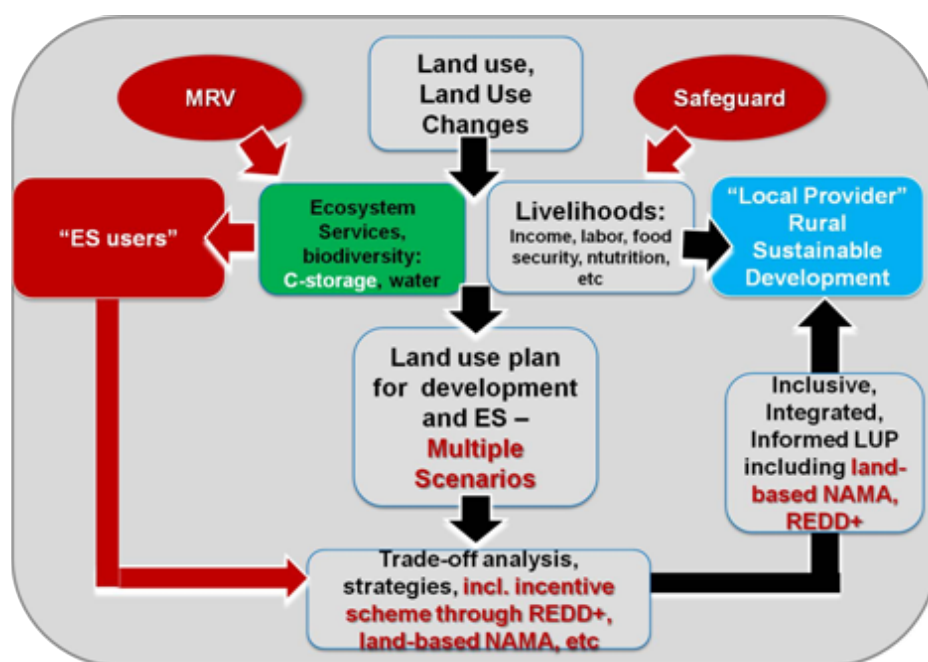 MRV
Land use,
Land Use
Changes
Safeguard
“ES users”
Ecosystem
Services,
biodiversity:
C-storage, water
Livelihoods:
Income, labor, food
security, ntutrition,
etc
“Local Provider”
Rural
Sustainable
Development
Land use plan
for development
and ES –
Multiple
Scenarios
Inclusive,
Integrated,
Informed LUP
including land-
based NAMA,
REDD+
Trade-off analysis,
strategies, incl. incentive
scheme through REDD+,
land-based NAMA, etc